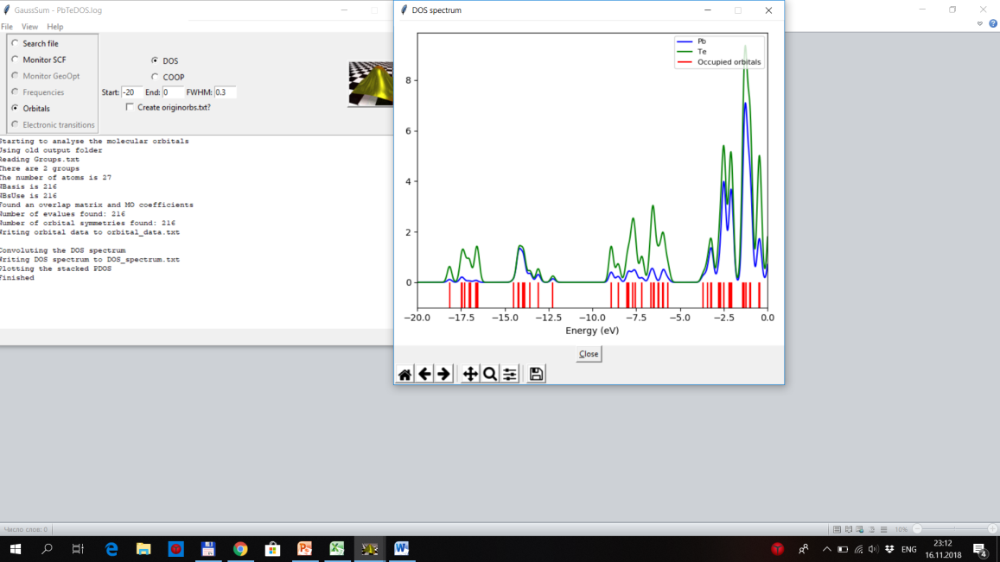 GaussSum - PbTeDOS.log
File View Help
Search file
Monitor SCF
Monitor GeoOpt
Frequencies
Orbitals
Electronic transitions
DOS
COOP
Start: -20 End: 0 FWHM: 0.3
Create originorbs.txt?
Starting to analyse the molecular orbitals
Using old output folder
Reading Groups.txt
There are 2 groups
The number of atoms is 27
NBasis is 216
NBsUse is 216
Found an overlap matrix and MO coefficients
Number of evalues found: 216
Number of orbital symmetries found: 216
Writing orbital data to orbital_data.txt
Convoluting the DOS spectrum
Writing DOS spectrum to DOS_spectrum.txt
Plotting the stacked PDOS
Finished
DOS spectrum
Pb
Te
Occupied orbitals
8
6
4
2
0
−20.0 −17.5 −15.0 −12.5 −10.0 −7.5 −5.0 −2.5 0.0
Energy (eV)
Close
Число слов: 0
10%
ENG
23:12
16.11.2018
4